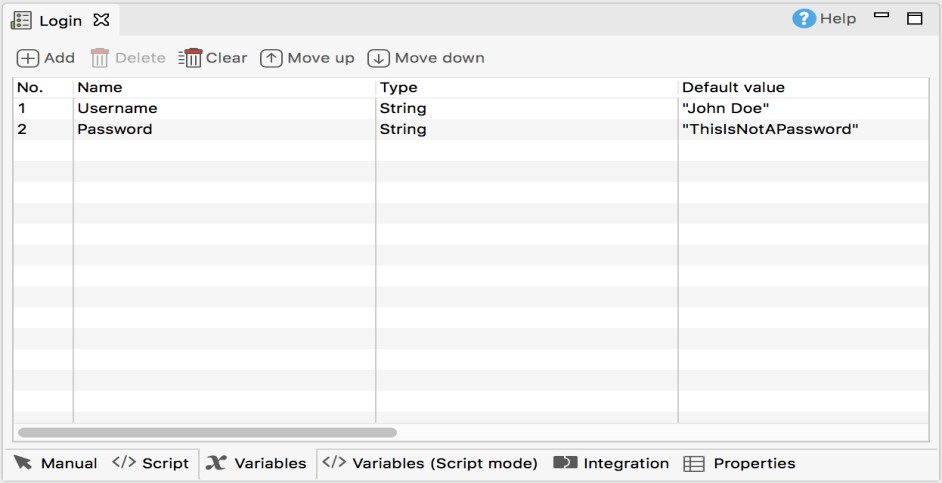 Login Help
Add Delete Clear Move up Move down
No. Name Type Default value
1 Username String "John Doe"
2 Password String "ThisIsNotAPassword"
Manual </> Script Variables </> Variables (Script mode) Integration Properties